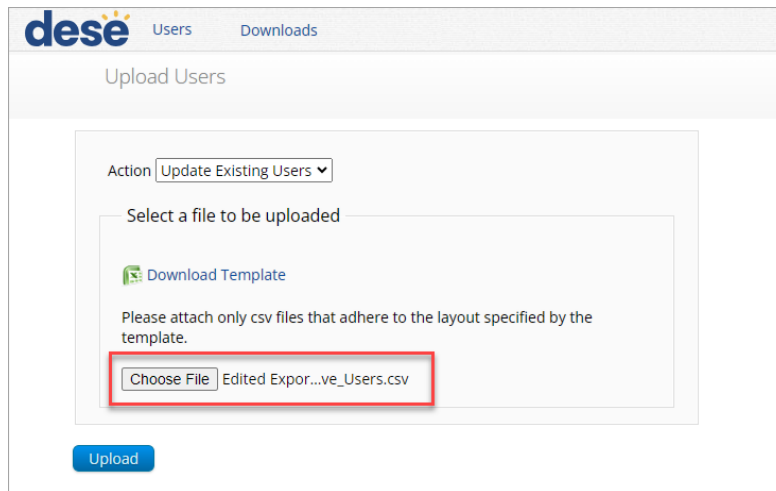 dese Users Downloads
Upload Users
Action Update Existing Users
Select a file to be uploaded
Download Template
Please attach only csv files that adhere to the layout specified by the
template.
Choose File Edited Expor...ve_Users.csv
Upload